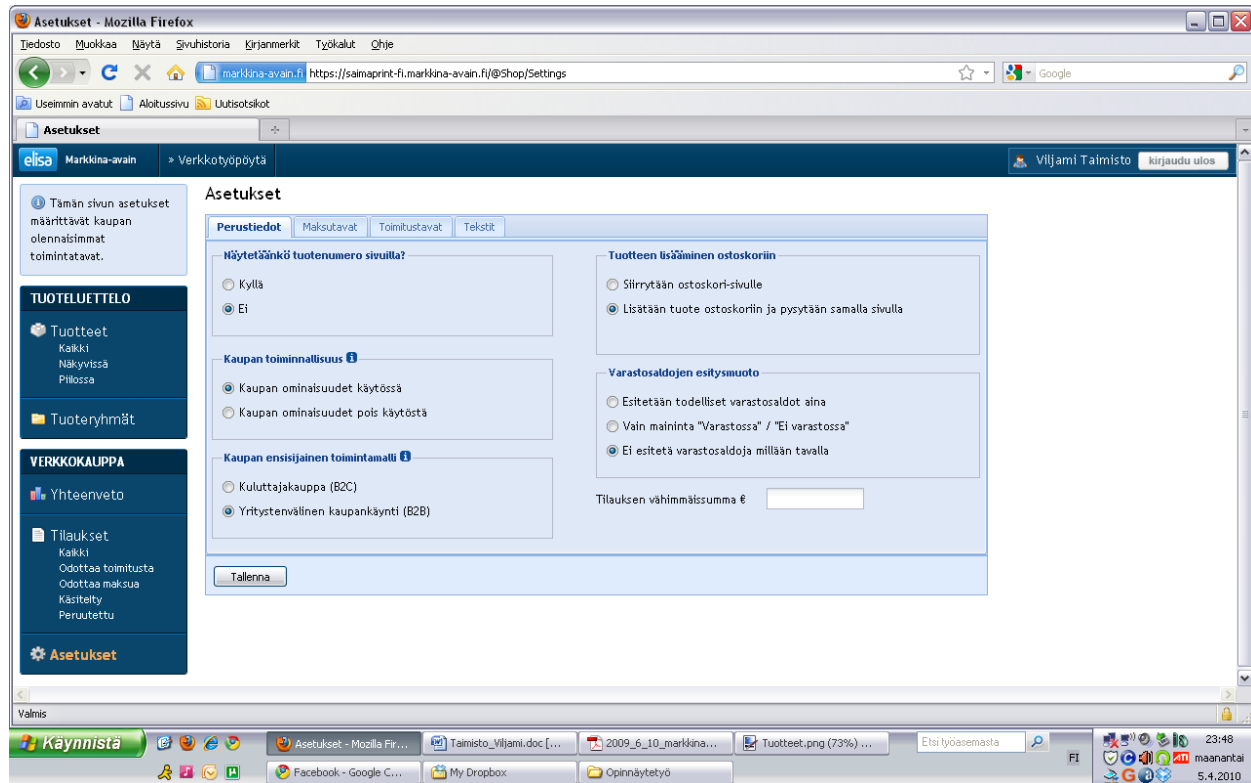 Asetukset - Mozilla Firefox
Tiedosto Muokkaa Näytä Sivuhistoria Kirjanmerkit Työkalut Ohje
markkina-avain.fi https://saimaprint-fi.markkina-avain.fi/@Shop/Settings
Google
Useimmin avatut Aloitussivu Uutisotsikot
Asetukset
elisa Markkina-avain » Verkkotyöpöytä Viljami Taimisto kirjaudu ulos
Tämän sivun asetukset
määrittävät kaupan
olennaisimmat
toimintatavat.
TUOTELUETTELO
Tuotteet
Kaikki
Näkyvissä
Piilossa
Tuoteryhmät
VERKKOKAUPPA
Yhteenveto
Tilaukset
Kaikki
Odottaa toimitusta
Odottaa maksua
Käsitelty
Peruutettu
Asetukset
Asetukset
Perustiedot Maksutavat Toimitustavat Tekstit
Näytetäänkö tuotenumero sivuilla?
Kyllä
Ei
Kaupan toiminnallisuus
Kaupan ominaisuudet käytössä
Kaupan ominaisuudet pois käytöstä
Kaupan ensisijainen toimintamalli
Kuluttajakauppa (B2C)
Yritystenvälinen kaupankäynti (B2B)
Tuotteen lisääminen ostoskoriin
Siirrytään ostoskori-sivulle
Lisätään tuote ostoskoriin ja pysytään samalla sivulla
Varastosaldojen esitysmuoto
Esitetään todelliset varastosaldot aina
Vain maininta "Varastossa" / "Ei varastossa"
Ei esitetä varastosaldoja millään tavalla
Tilauksen vähimmäissumma €
Tallenna
Valmis
Käynnistä Asetukset - Mozilla Fir... Taimisto_Viljami.doc [... 2009_6_10_markkina... Tuotteet.png (73%) ... Etsi työasemasta FI 23:48
Facebook - Google C... My Dropbox Opinnäytetyö maanantai
5.4.2010